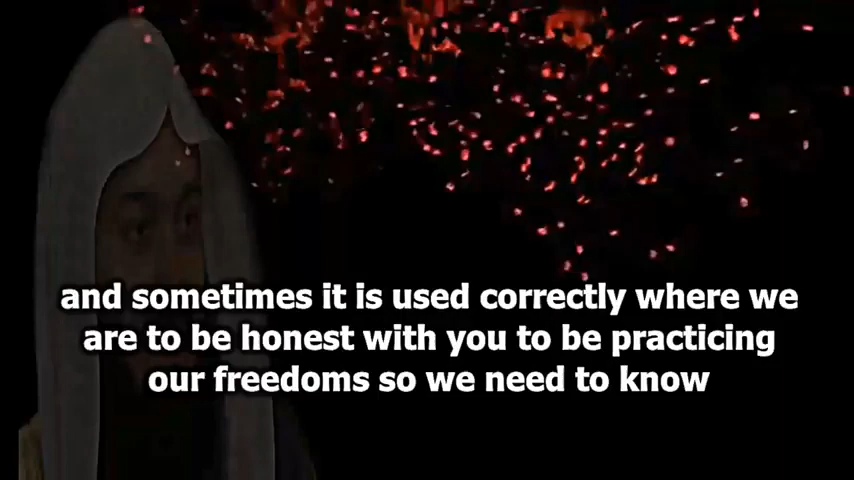 and sometimes it is used correctly where we
are to be honest with you to be practicing
our freedoms so we need to know